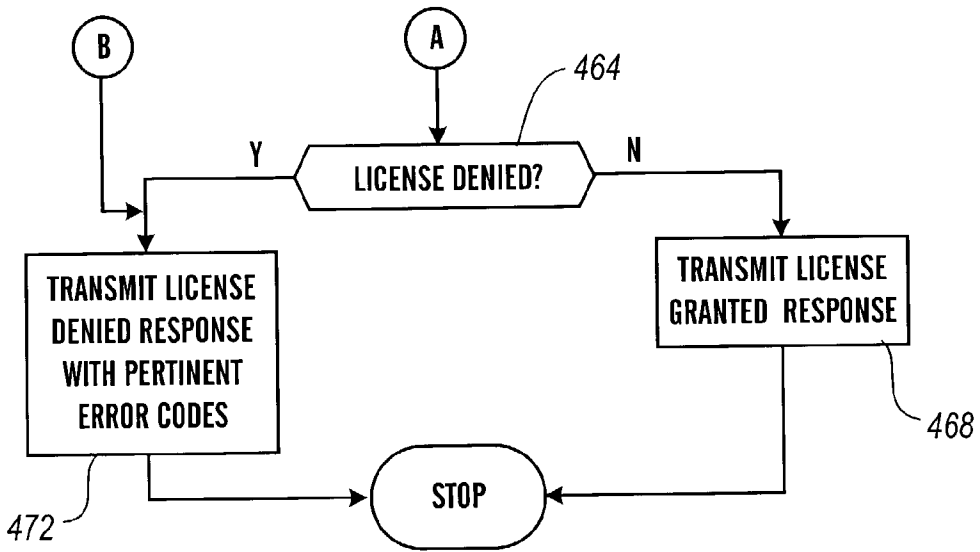 B
A
464
Y
LICENSE DENIED?
N
TRANSMIT LICENSE
DENIED RESPONSE
WITH PERTINENT
ERROR CODES
TRANSMIT LICENSE
GRANTED RESPONSE
468
STOP
472